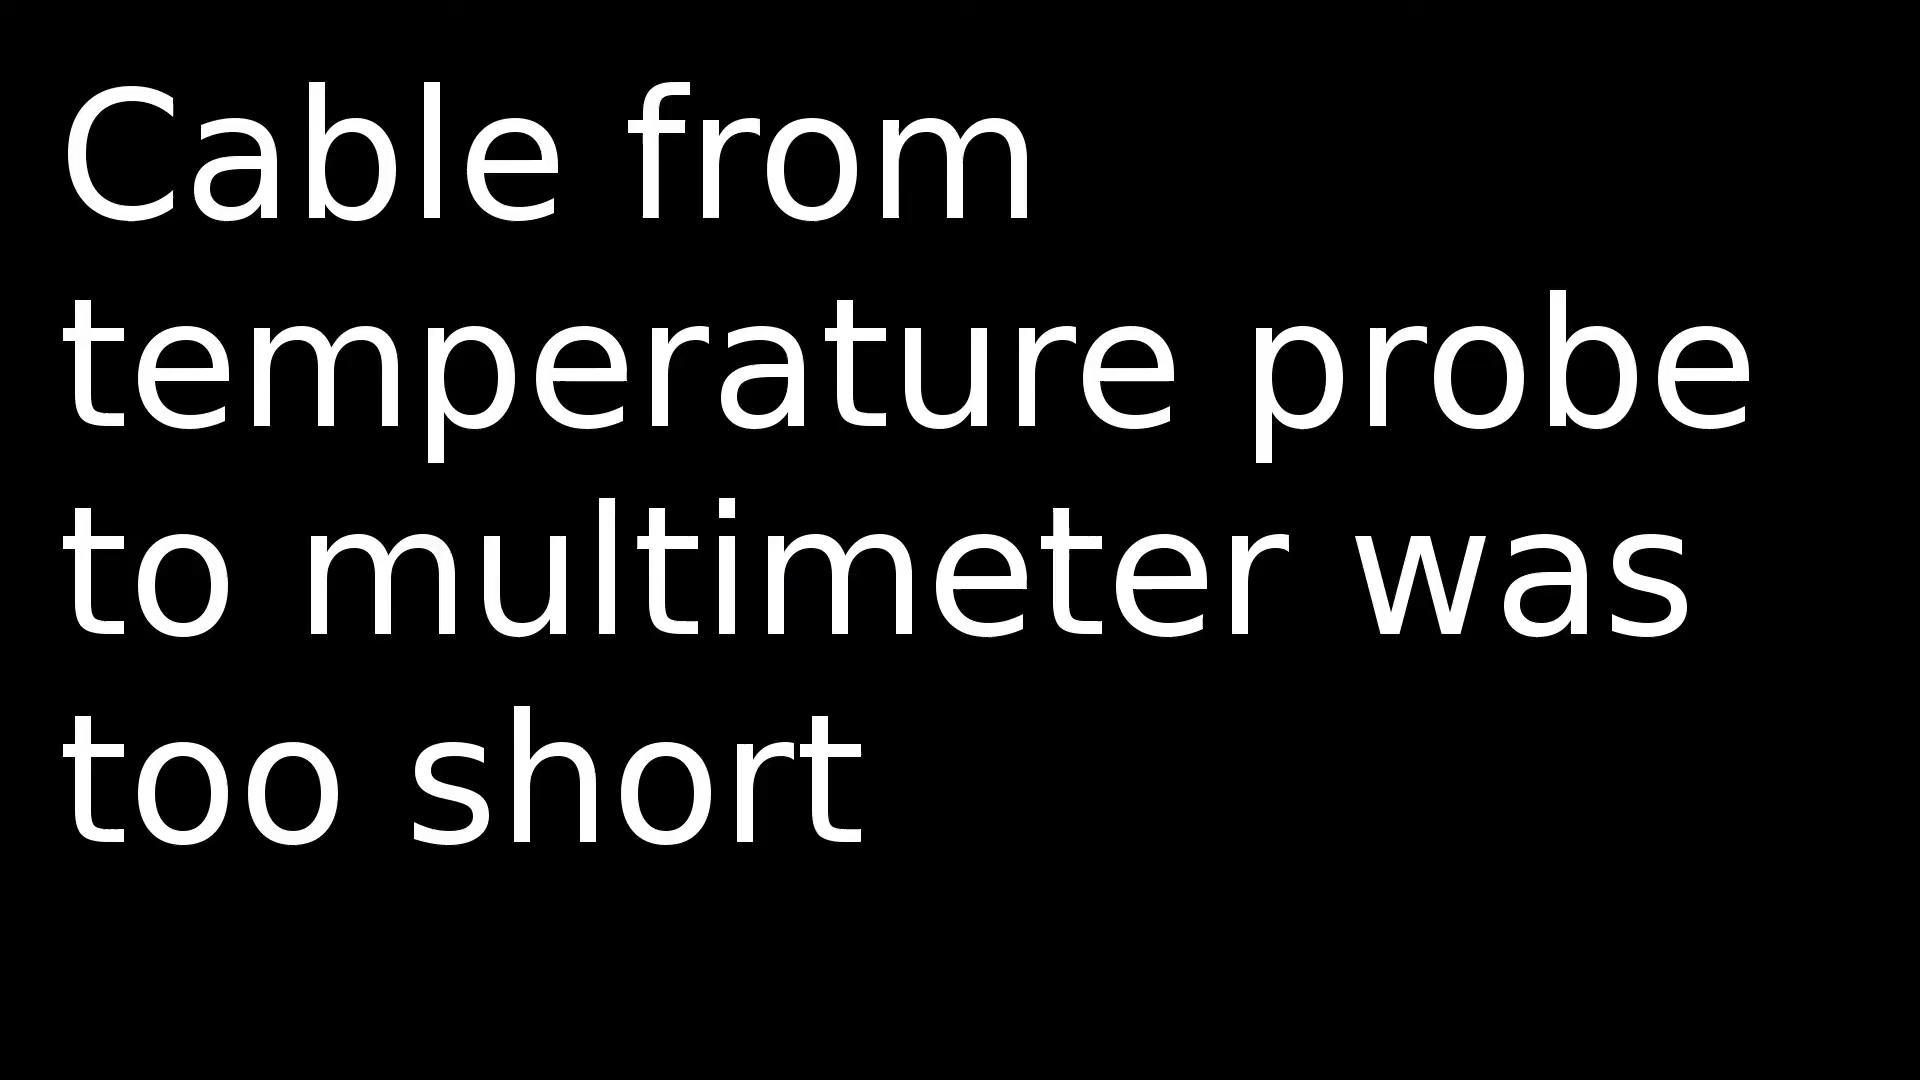 Cable from
temperature probe
to multimeter was
too short